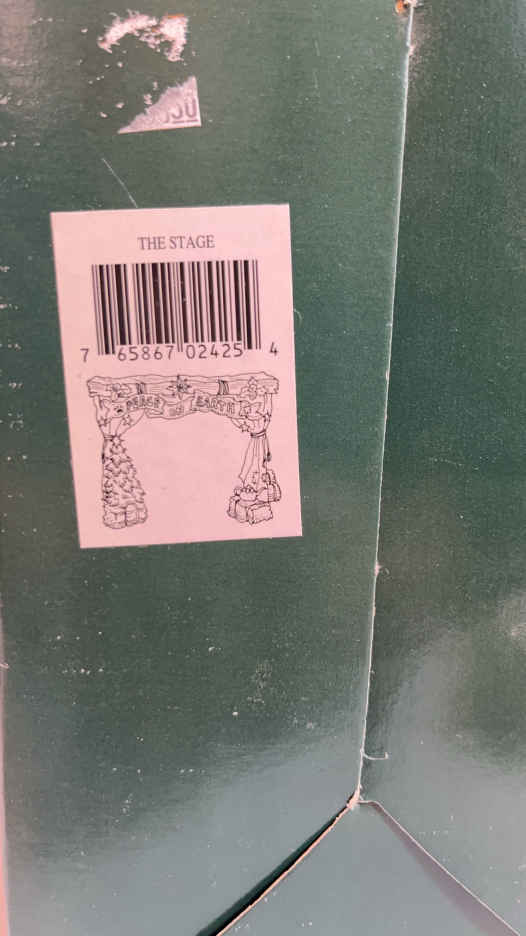 THE STAGE
7 65867 02425 4
PEACE ON EARTH